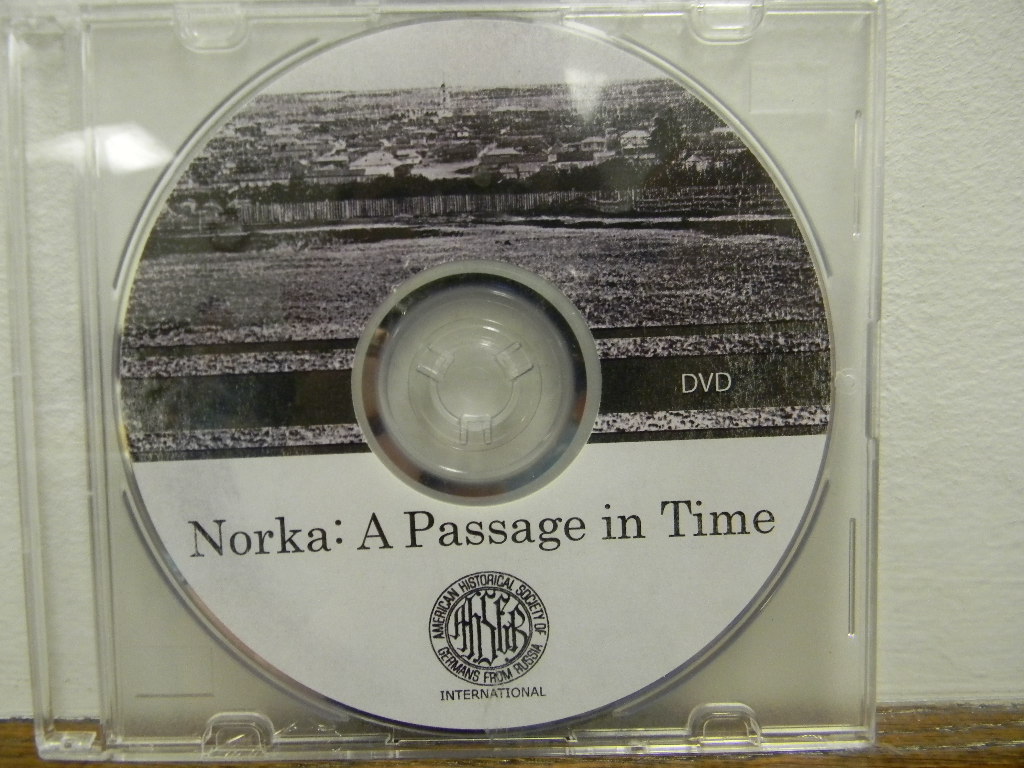 DVD
Norka: A Passage in Time
AMERICAN HISTORICAL SOCIETY OF
GERMANS FROM RUSSIA
AHSGR
INTERNATIONAL